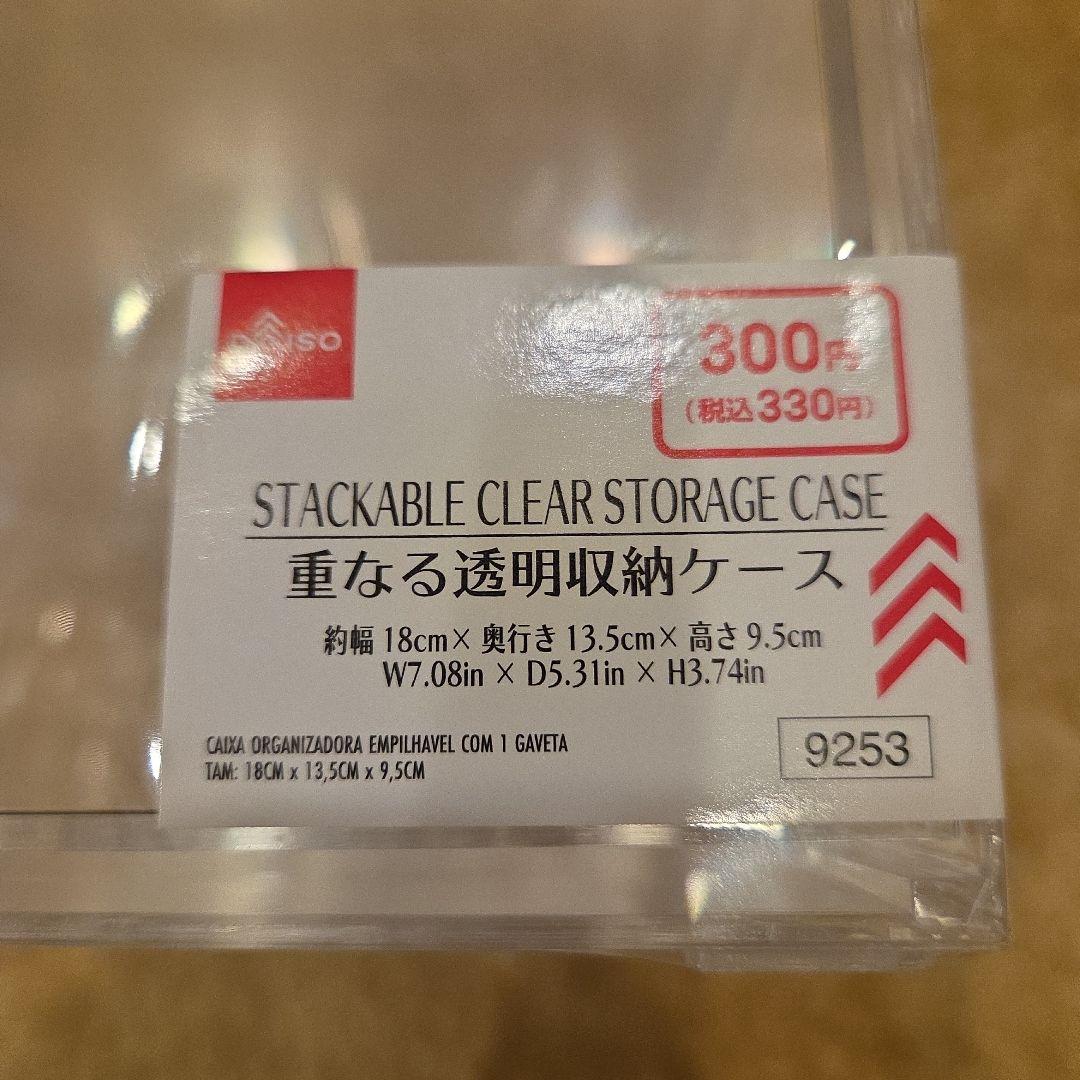 DAISO
300円
(税込330円)
STACKABLE CLEAR STORAGE CASE
重なる透明収納ケース
約幅 18cm× 奥行き 13.5cm× 高さ 9.5cm
W7.08in × D5.31in × H3.74in
CAIXA ORGANIZADORA EMPILHAVEL COM 1 GAVETA
TAM: 18CM x 13,5CM x 9,5CM
9253